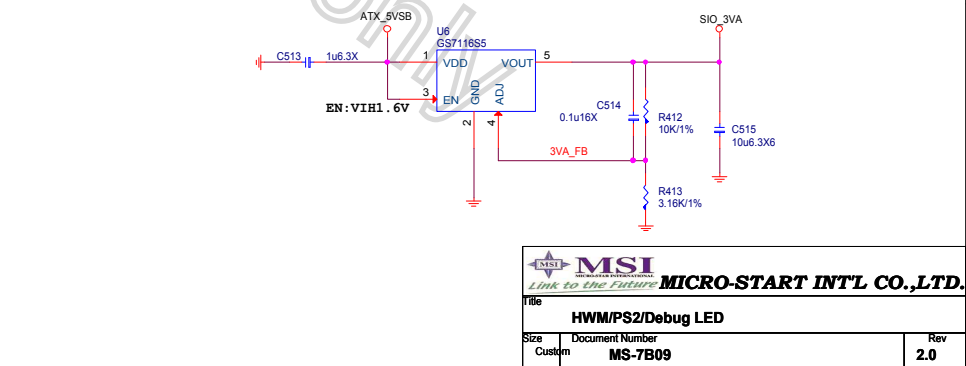 only
ATX_5VSB
SIO_3VA
U6
GS7116S5
C513
1u6.3X
1
VDD
VOUT
5
3
EN
GND
ADJ
EN:VIH1.6V
2
4
C514
0.1u16X
R412
10K/1%
C515
10u6.3X6
3VA_FB
R413
3.16K/1%
MSI
MSI
MICRO-STAR INTERNATIONAL
Link to the Future
MICRO-START INT'L CO.,LTD.
Title
HWM/PS2/Debug LED
Size
Document Number
Rev
Custom
MS-7B09
2.0